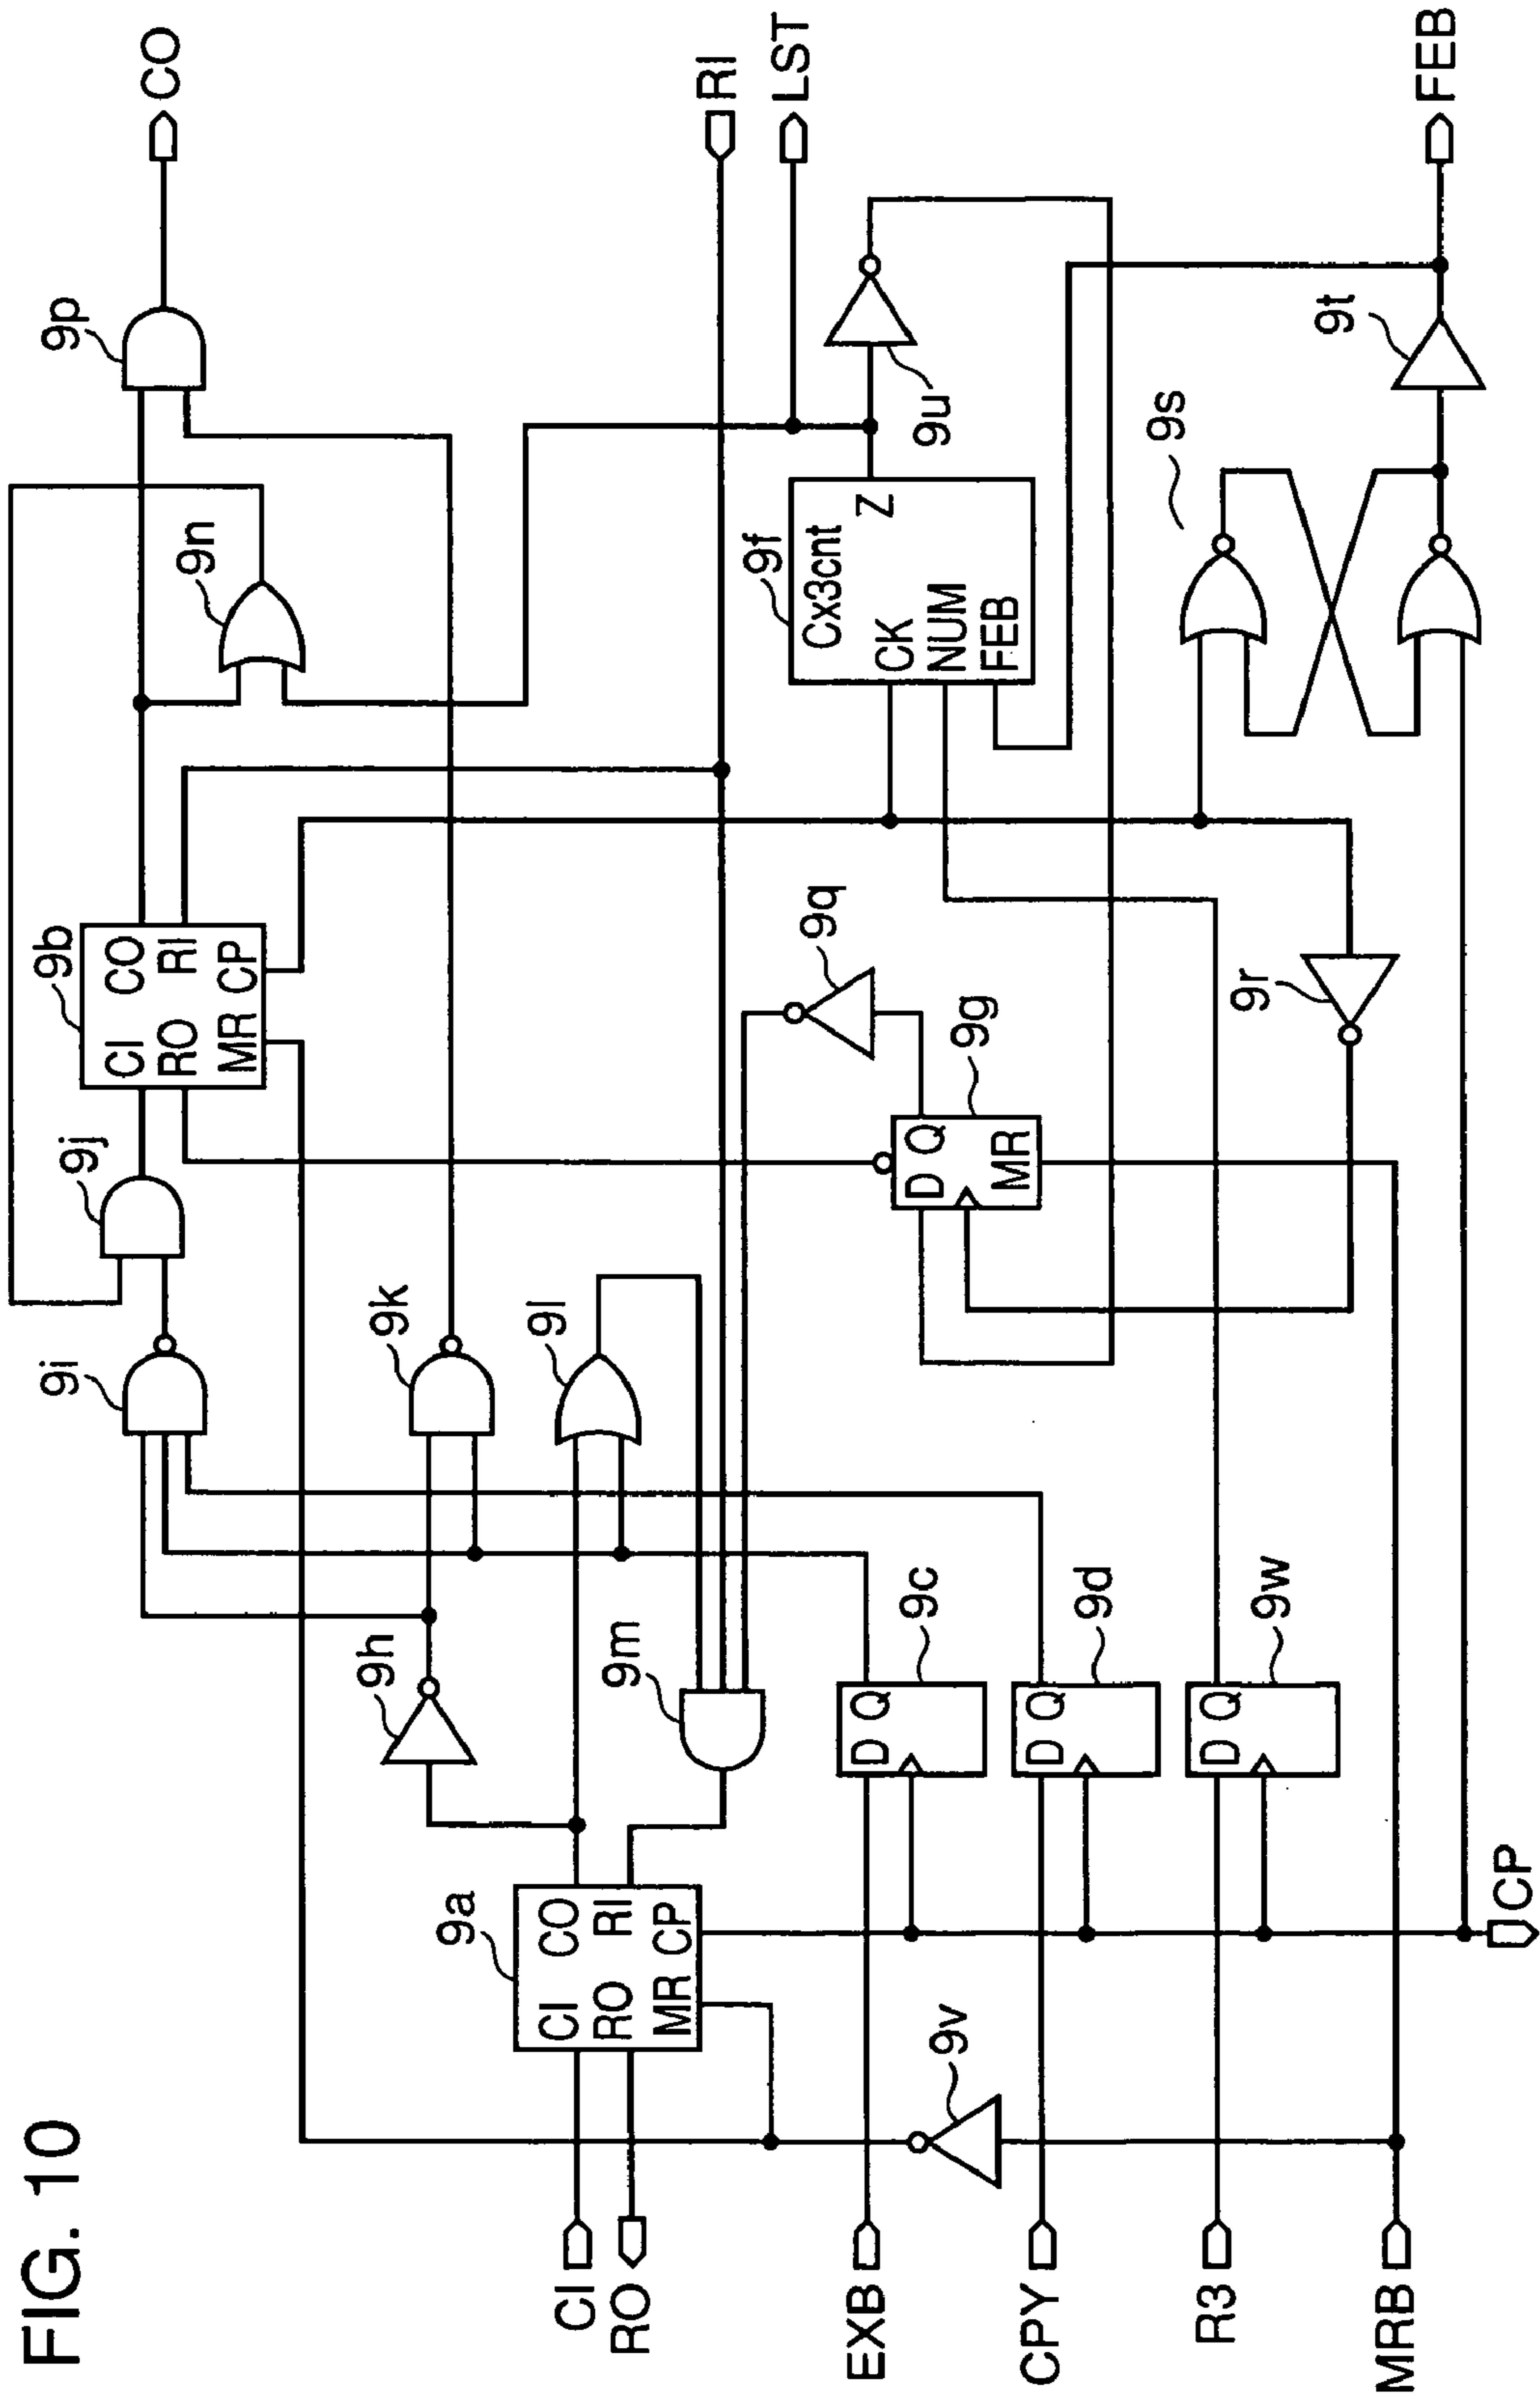 FIG. 10
CO
RI
LST
FEB
9p
9n
9b
CI CO
RO RI
MR CP
9j
9i
9k
9l
9h
9m
9a
CI CO
RO RI
MR CP
9f
Cx3cnt
CK Z
NUM
FEB
9u
9s
9t
9q
9g
D Q
MR
9r
9c
D Q
9d
D Q
9w
D Q
9v
CI
RO
EXB
CPY
R3
MRB
CP